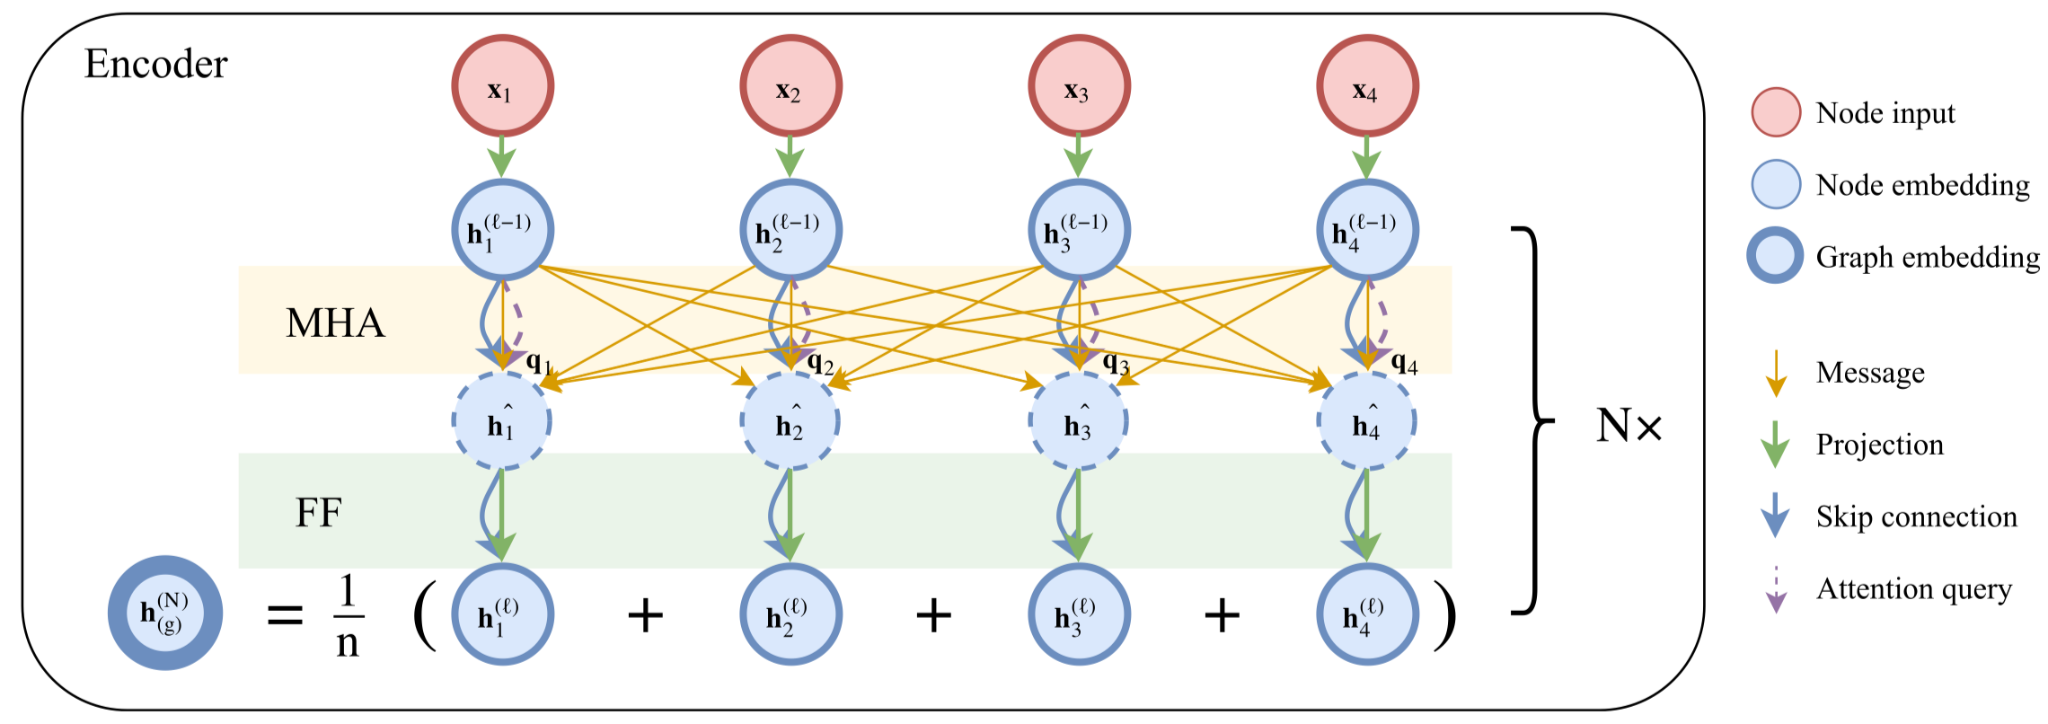 Encoder
x₁ x₂ x₃ x₄
h₁^(ℓ−1) h₂^(ℓ−1) h₃^(ℓ−1) h₄^(ℓ−1)
MHA
q₁ q₂ q₃ q₄
ĥ₁ ĥ₂ ĥ₃ ĥ₄
N×
FF
h_(g)^(N) = 1/n ( h₁^(ℓ) + h₂^(ℓ) + h₃^(ℓ) + h₄^(ℓ) )
Node input
Node embedding
Graph embedding
Message
Projection
Skip connection
Attention query